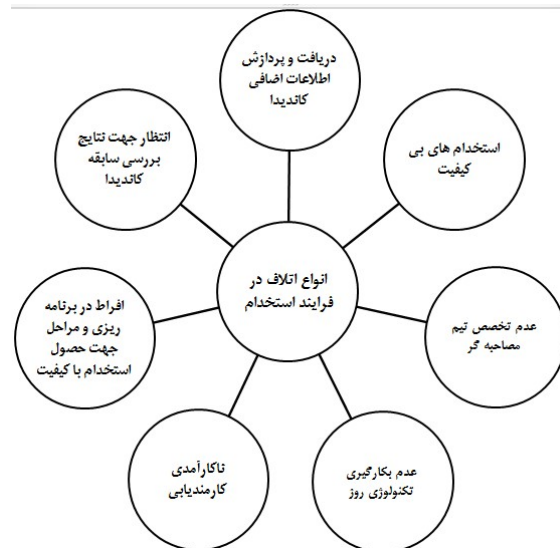 دریافت و پردازش
اطلاعات اضافی
کاندیدا
استخدام های بی
کیفیت
انتظار جهت نتایج
بررسی سابقه
کاندیدا
انواع اتلاف در
فرایند استخدام
عدم تخصص تیم
مصاحبه گر
افراط در برنامه
ریزی و مراحل
جهت حصول
استخدام با کیفیت
عدم بکارگیری
تکنولوژی روز
ناکارآمدی
کارمندیابی